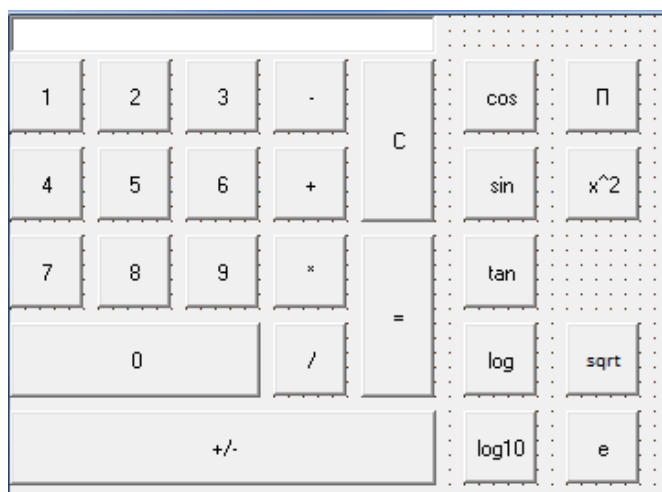 1 2 3 - C cos П
4 5 6 + sin x^2
7 8 9 * = tan
0 / log sqrt
+/- log10 e